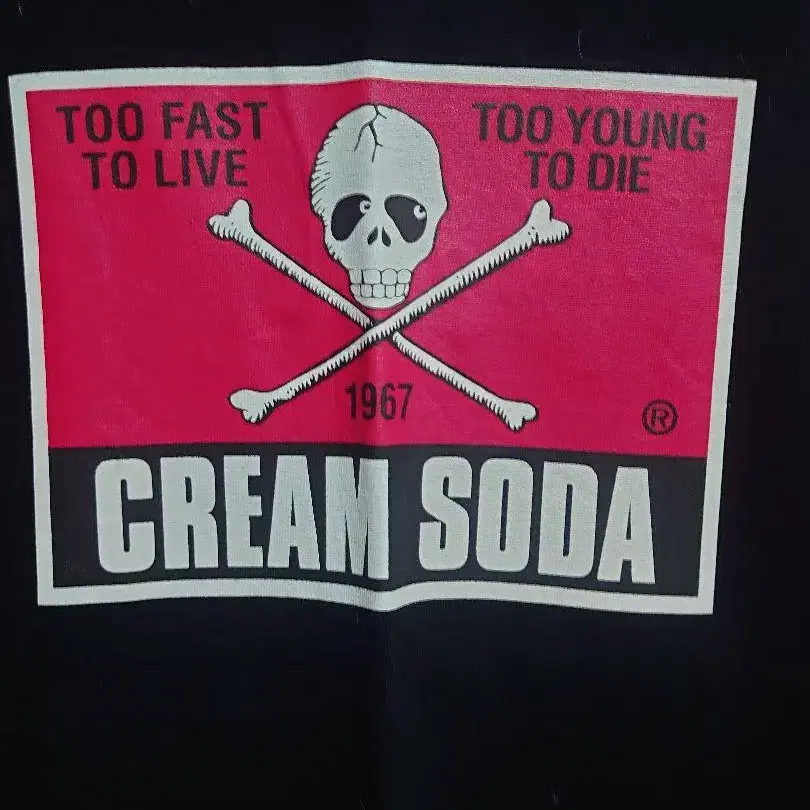 TOO FAST
TO LIVE
TOO YOUNG
TO DIE
1967
®
CREAM SODA